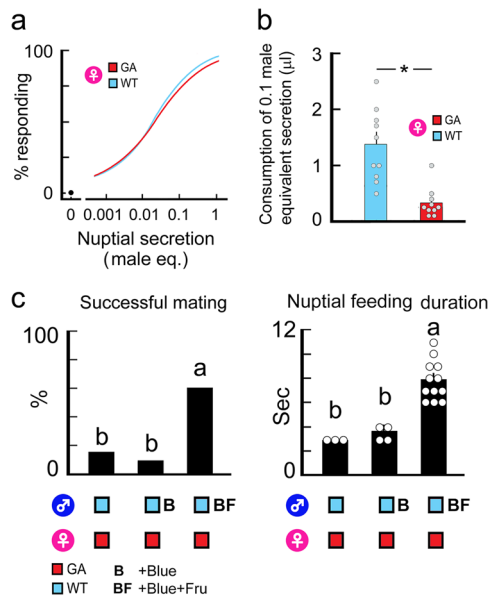 a
100
% responding
0
♀
GA
WT
0
0.001
0.01
0.1
1
Nuptial secretion
(male eq.)
b
Consumption of 0.1 male
equivalent secretion (µl)
3
2
1
0
*
♀
GA
WT
c
Successful mating
100
%
0
b
b
a
♂
B
BF
♀
Nuptial feeding duration
12
Sec
0
b
b
a
♂
B
BF
♀
GA
B +Blue
WT
BF +Blue+Fru